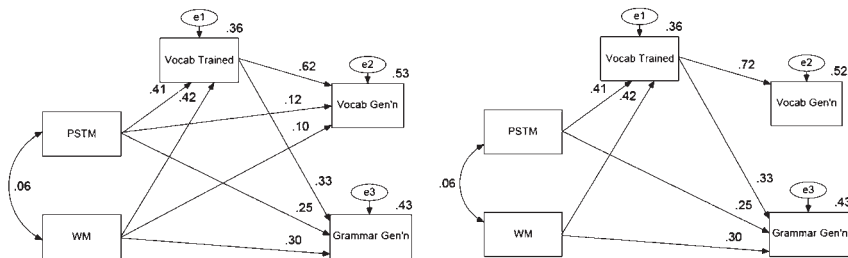 e1
.36
Vocab Trained
.62
e2
.53
.41
.42
.12
Vocab Gen'n
.10
PSTM
.06
.33
e3
.43
.25
WM
.30
Grammar Gen'n
e1
.36
Vocab Trained
.72
e2
.52
.41
.42
Vocab Gen'n
PSTM
.06
.33
e3
.43
.25
WM
.30
Grammar Gen'n